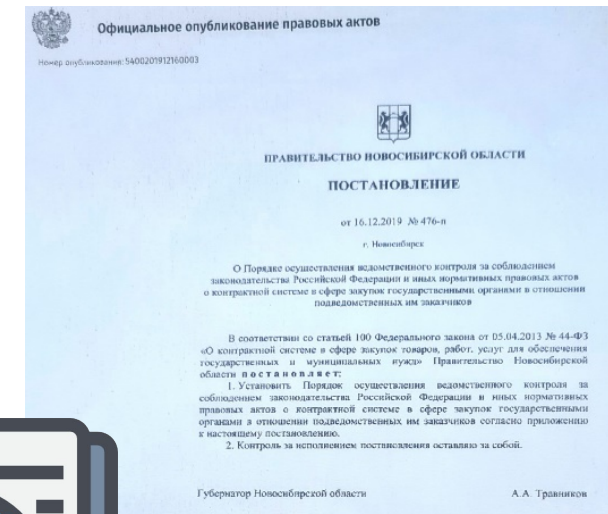 Официальное опубликование правовых актов
Номер опубликования: 5400201912160003
ПРАВИТЕЛЬСТВО НОВОСИБИРСКОЙ ОБЛАСТИ
ПОСТАНОВЛЕНИЕ
от 16.12.2019 № 476-п
г. Новосибирск
О Порядке осуществления ведомственного контроля за соблюдением
законодательства Российской Федерации и иных нормативных правовых актов
о контрактной системе в сфере закупок государственными органами в отношении
подведомственных им заказчиков
В соответствии со статьей 100 Федерального закона от 05.04.2013 № 44-ФЗ
«О контрактной системе в сфере закупок товаров, работ, услуг для обеспечения
государственных и муниципальных нужд» Правительство Новосибирской
области постановляет:
1. Установить Порядок осуществления ведомственного контроля за
соблюдением законодательства Российской Федерации и иных нормативных
правовых актов о контрактной системе в сфере закупок государственными
органами в отношении подведомственных им заказчиков согласно приложению
к настоящему постановлению.
2. Контроль за исполнением постановления оставляю за собой.
Губернатор Новосибирской области А.А. Травников